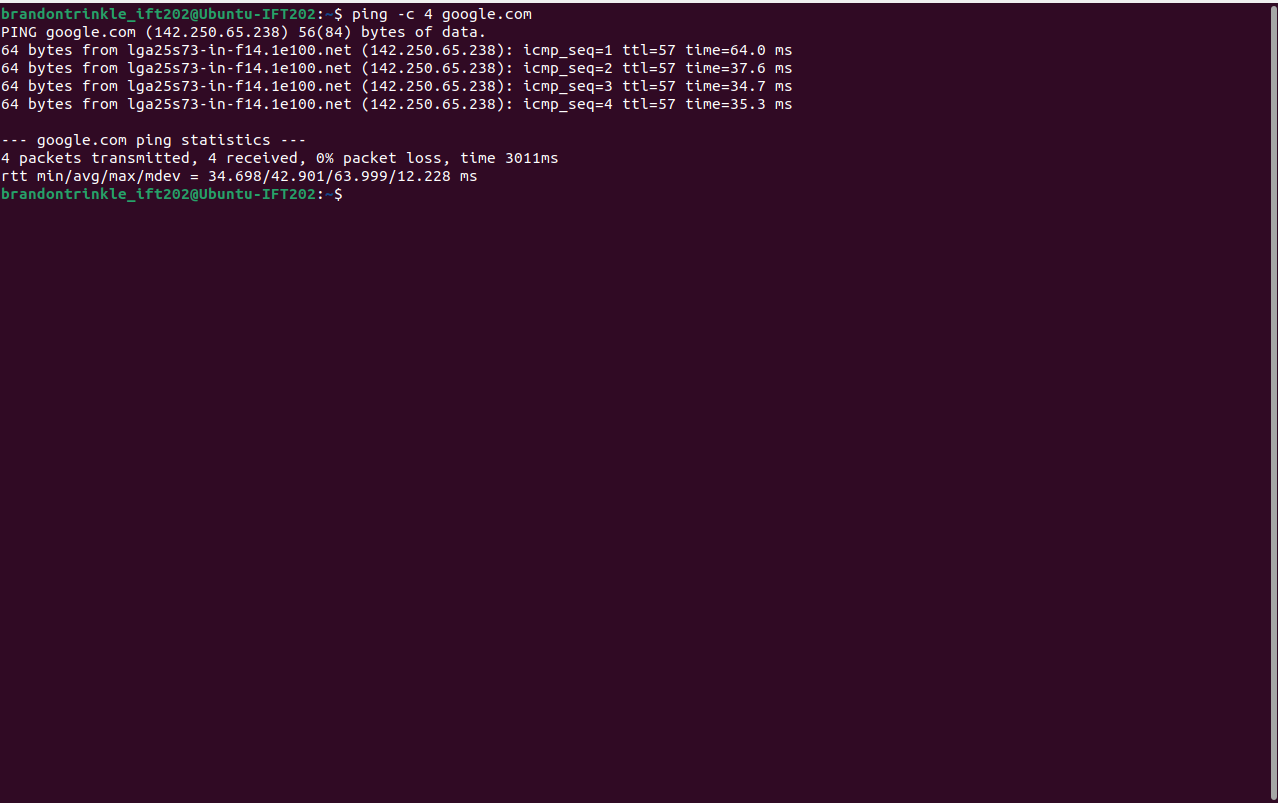 brandontrinkle_ift202@Ubuntu-IFT202:~$ ping -c 4 google.com
PING google.com (142.250.65.238) 56(84) bytes of data.
64 bytes from lga25s73-in-f14.1e100.net (142.250.65.238): icmp_seq=1 ttl=57 time=64.0 ms
64 bytes from lga25s73-in-f14.1e100.net (142.250.65.238): icmp_seq=2 ttl=57 time=37.6 ms
64 bytes from lga25s73-in-f14.1e100.net (142.250.65.238): icmp_seq=3 ttl=57 time=34.7 ms
64 bytes from lga25s73-in-f14.1e100.net (142.250.65.238): icmp_seq=4 ttl=57 time=35.3 ms

--- google.com ping statistics ---
4 packets transmitted, 4 received, 0% packet loss, time 3011ms
rtt min/avg/max/mdev = 34.698/42.901/63.999/12.228 ms
brandontrinkle_ift202@Ubuntu-IFT202:~$